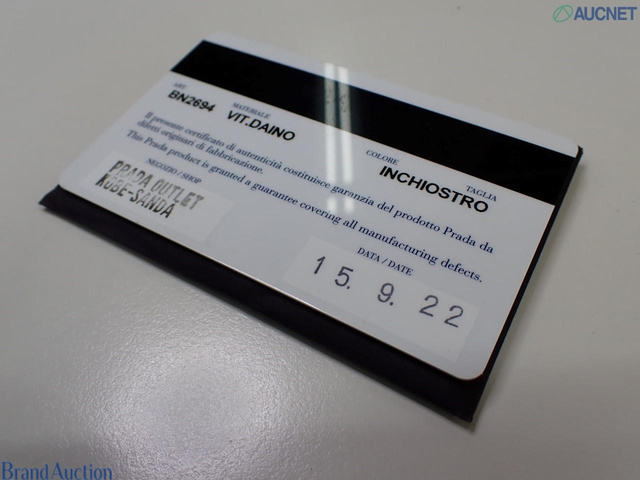 AUCNET
ART. MATERIALE COLORE TAGLIA
BN2694 VIT.DAINO INCHIOSTRO
Il presente certificato di autenticità costituisce garanzia del prodotto Prada da
difetti originari di fabbricazione.
This Prada product is granted a guarantee covering all manufacturing defects.
NEGOZIO / SHOP
PRADA OUTLET
KOBE-SANDA
DATA / DATE
15. 9. 22
Brand Auction